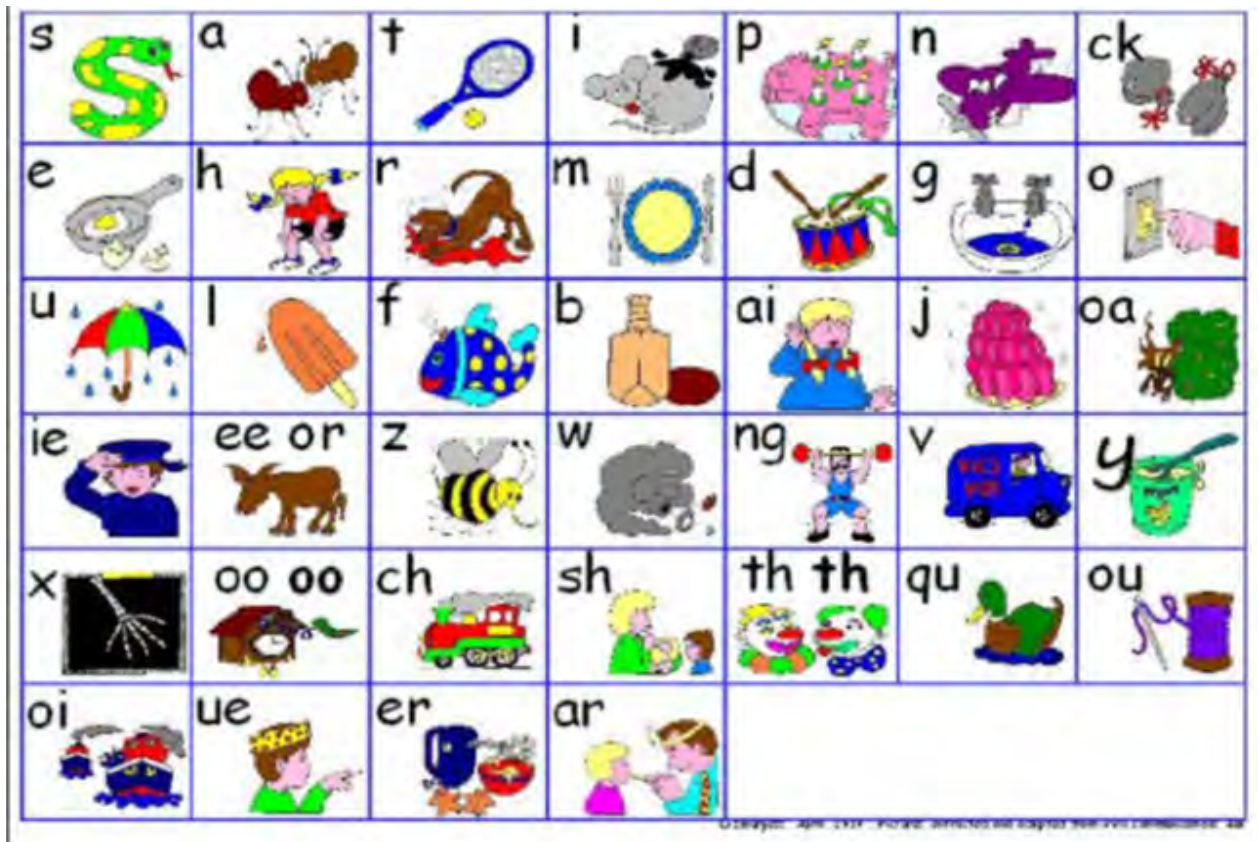 s a t i p n ck
e h r m d g o
u l f b ai j oa
ie ee or z w ng v y
x oo oo ch sh th th qu ou
oi ue er ar